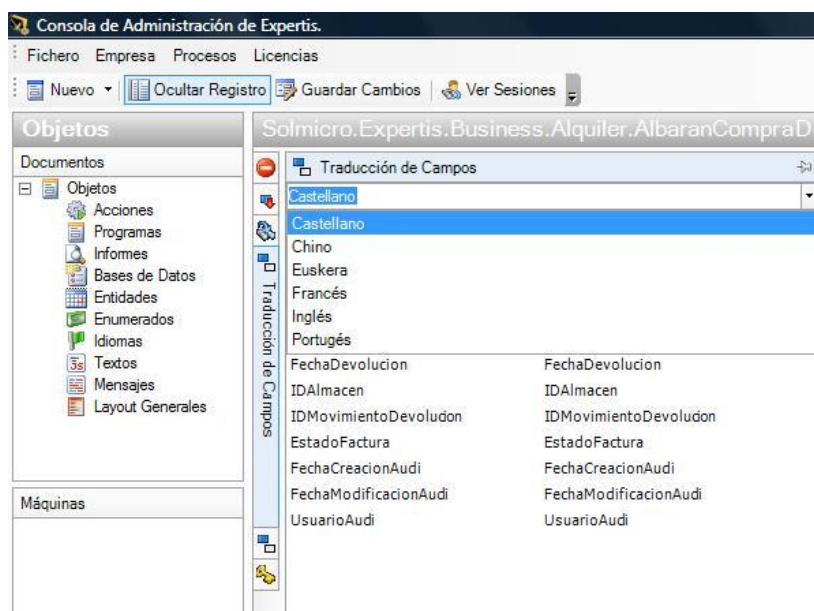 Consola de Administración de Expertis.
Fichero Empresa Procesos Licencias
Nuevo Ocultar Registro Guardar Cambios Ver Sesiones
Objetos
Documentos
Objetos
Acciones
Programas
Informes
Bases de Datos
Entidades
Enumerados
Idiomas
Textos
Mensajes
Layout Generales
Máquinas
Solmicro.Expertis.Business.Alquiler.AlbaranCompraD
Traducción de Campos
Traducción de Campos
Castellano
Castellano
Chino
Euskera
Francés
Inglés
Portugés
FechaDevolucion FechaDevolucion
IDAlmacen IDAlmacen
IDMovimientoDevolucion IDMovimientoDevolucion
EstadoFactura EstadoFactura
FechaCreacionAudi FechaCreacionAudi
FechaModificacionAudi FechaModificacionAudi
UsuarioAudi UsuarioAudi